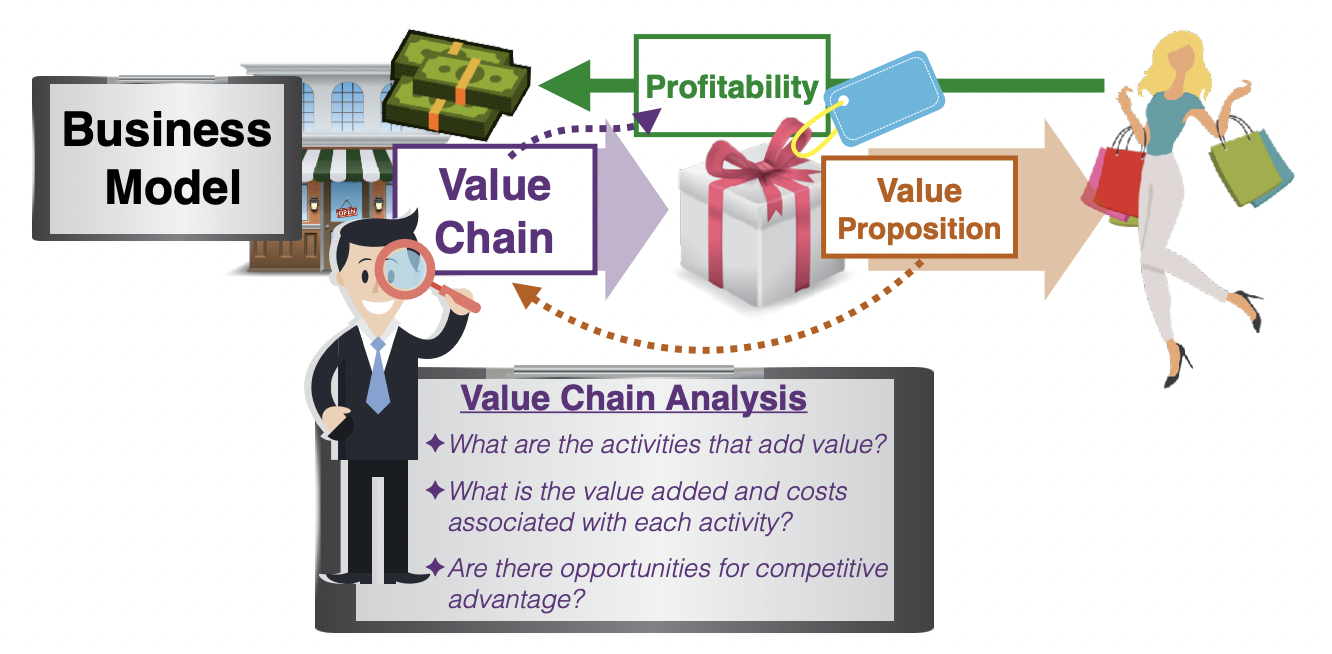 Business
Model
Profitability
Value
Chain
OPEN
Value
Proposition
Value Chain Analysis
✦What are the activities that add value?
✦What is the value added and costs
associated with each activity?
✦Are there opportunities for competitive
advantage?